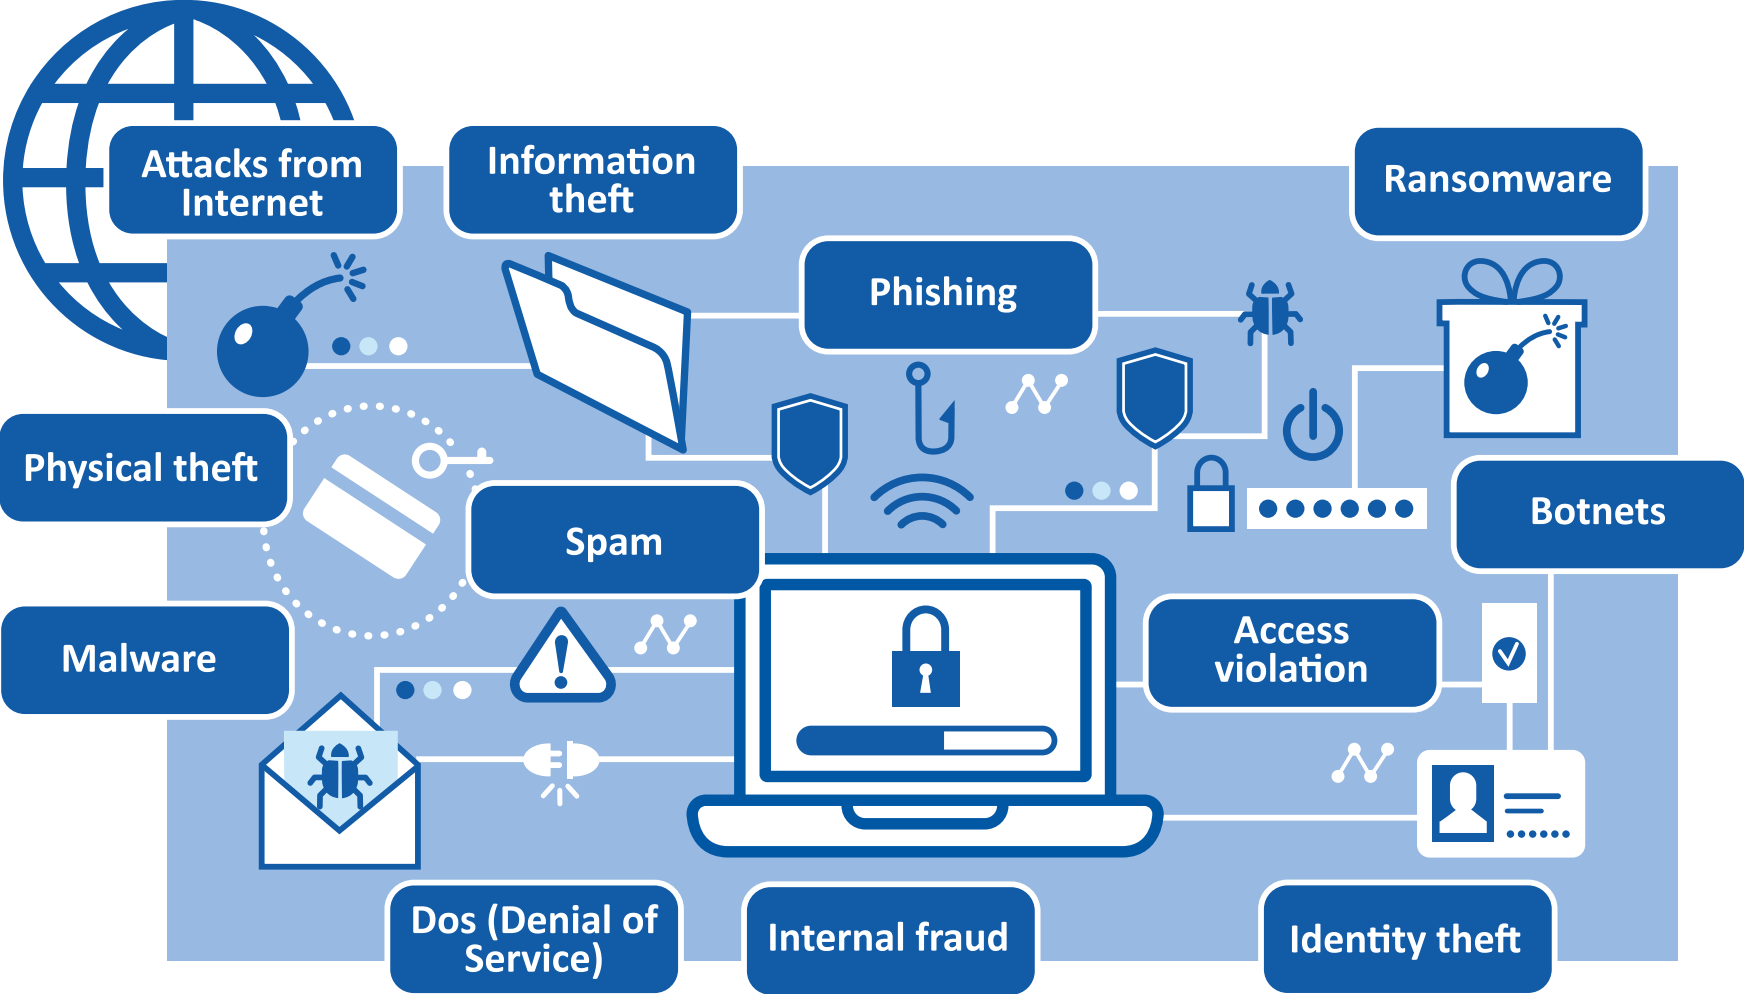 Attacks from
Internet
Information
theft
Ransomware
Phishing
Physical theft
Spam
Botnets
Malware
Access
violation
Dos (Denial of
Service)
Internal fraud
Identity theft